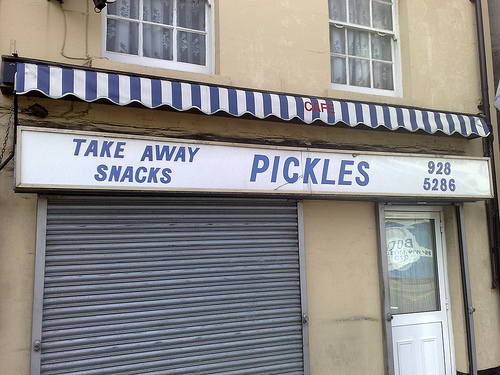 CAFE
TAKE AWAY
SNACKS
PICKLES
928
5286